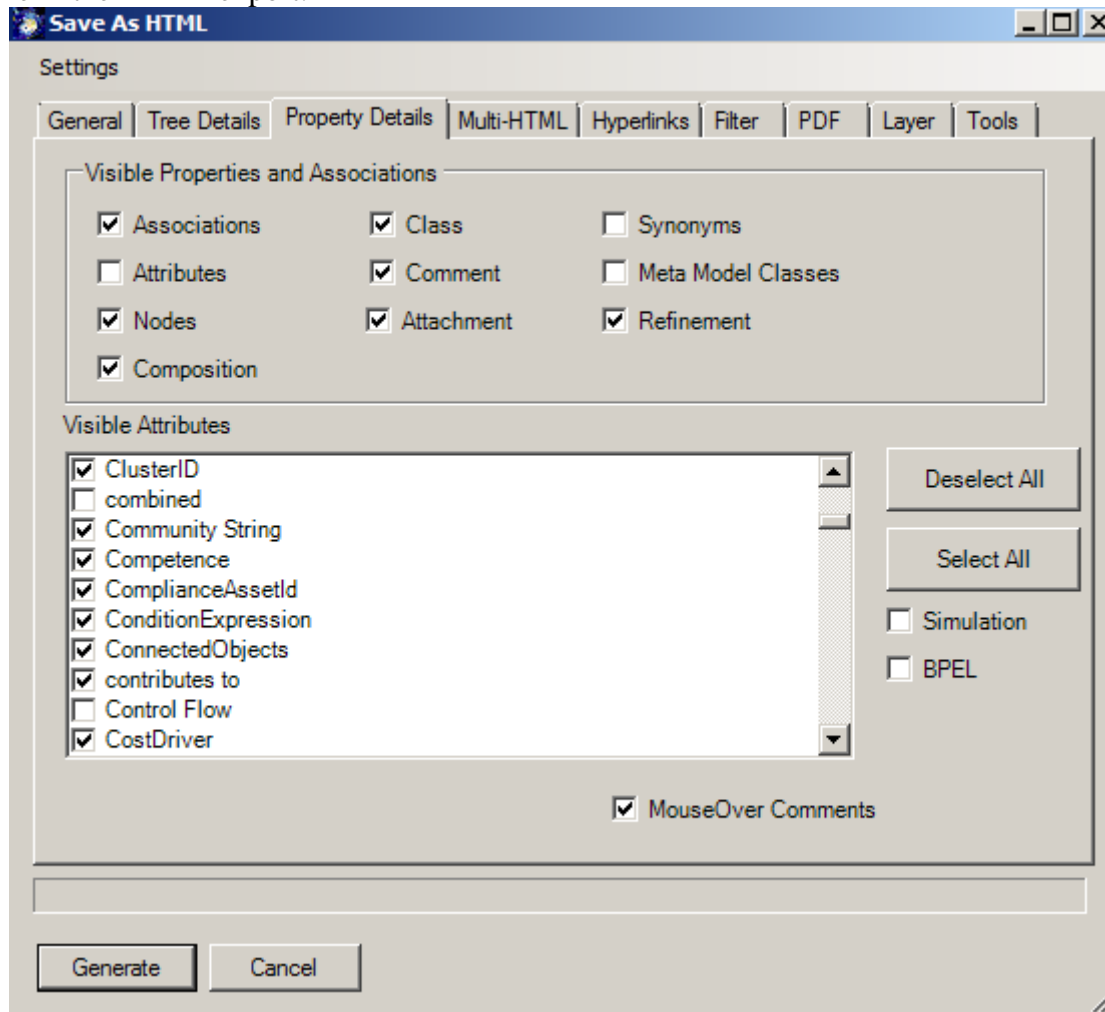 Save As HTML
Settings
General Tree Details Property Details Multi-HTML Hyperlinks Filter PDF Layer Tools
Visible Properties and Associations
Associations Class Synonyms
Attributes Comment Meta Model Classes
Nodes Attachment Refinement
Composition
Visible Attributes
ClusterID
combined
Community String
Competence
ComplianceAssetId
ConditionExpression
ConnectedObjects
contributes to
Control Flow
CostDriver
Deselect All
Select All
Simulation
BPEL
MouseOver Comments
Generate Cancel